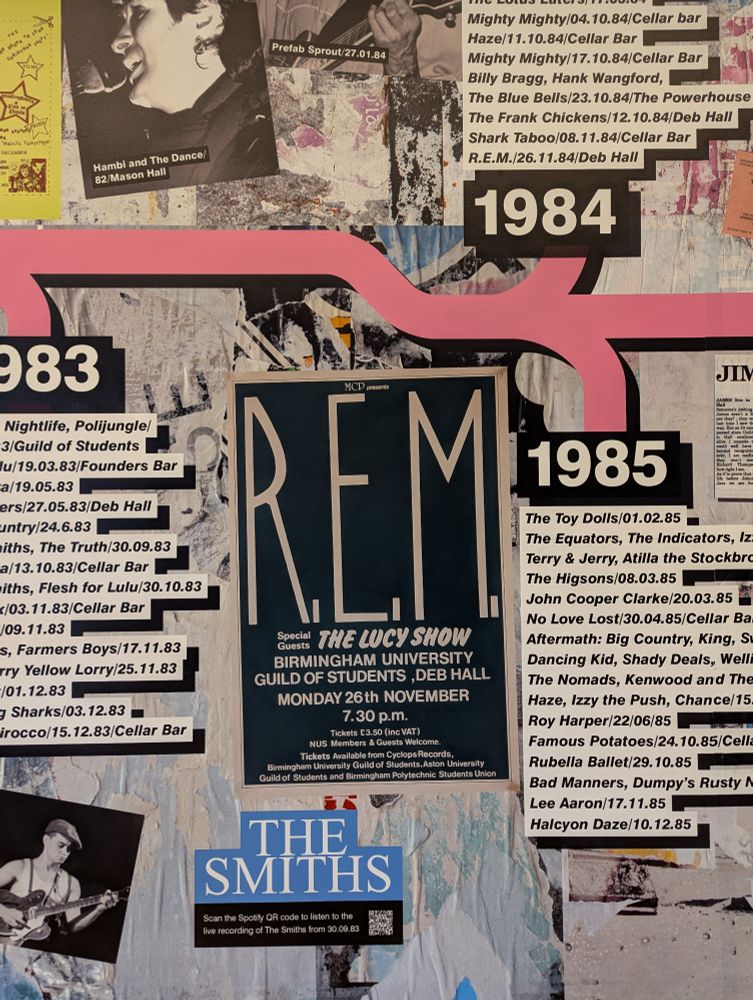 Prefab Sprout/27.01.84
Hambi and The Dance/
82/Mason Hall
DECEMBER
The Lotus Eaters/
Mighty Mighty/04.10.84/Cellar bar
Haze/11.10.84/Cellar Bar
Mighty Mighty/17.10.84/Cellar Bar
Billy Bragg, Hank Wangford,
The Blue Bells/23.10.84/The Powerhouse
The Frank Chickens/12.10.84/Deb Hall
Shark Taboo/08.11.84/Cellar Bar
R.E.M./26.11.84/Deb Hall
1984
983
Nightlife, Polijungle/
3/Guild of Students
lu/19.03.83/Founders Bar
a/19.05.83
ers/27.05.83/Deb Hall
untry/24.6.83
niths, The Truth/30.09.83
a/13.10.83/Cellar Bar
niths, Flesh for Lulu/30.10.83
x/03.11.83/Cellar Bar
/09.11.83
s, Farmers Boys/17.11.83
rry Yellow Lorry/25.11.83
/01.12.83
g Sharks/03.12.83
irocco/15.12.83/Cellar Bar
MCP presents
R.E.M.
Special Guests THE LUCY SHOW
BIRMINGHAM UNIVERSITY
GUILD OF STUDENTS ,DEB HALL
MONDAY 26th NOVEMBER
7.30 p.m.
Tickets £3.50 (inc VAT)
NUS Members & Guests Welcome.
Tickets Available from Cyclops Records,
Birmingham University Guild of Students, Aston University
Guild of Students and Birmingham Polytechnic Students Union
JIM
1985
The Toy Dolls/01.02.85
The Equators, The Indicators, Iz
Terry & Jerry, Atilla the Stockbro
The Higsons/08.03.85
John Cooper Clarke/20.03.85
No Love Lost/30.04.85/Cellar Ba
Aftermath: Big Country, King, Sw
Dancing Kid, Shady Deals, Welli
The Nomads, Kenwood and The
Haze, Izzy the Push, Chance/15.
Roy Harper/22/06/85
Famous Potatoes/24.10.85/Cella
Rubella Ballet/29.10.85
Bad Manners, Dumpy's Rusty N
Lee Aaron/17.11.85
Halcyon Daze/10.12.85
THE
SMITHS
Scan the Spotify QR code to listen to the
live recording of The Smiths from 30.09.83